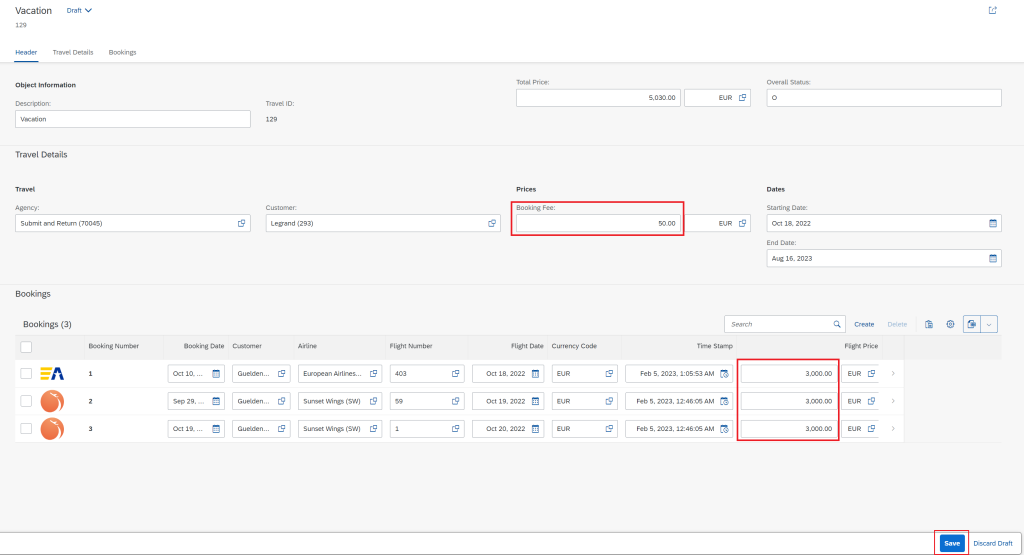 Vacation Draft
129
Header Travel Details Bookings
Object Information
Total Price: Overall Status:
5,030.00 EUR O
Description: Travel ID:
Vacation 129
Travel Details
Travel Prices Dates
Agency: Customer: Booking Fee: Starting Date:
Submit and Return (70045) Legrand (293) 50.00 EUR Oct 18, 2022
End Date:
Aug 16, 2023
Bookings
Bookings (3) Search Create Delete
Booking Number Booking Date Customer Airline Flight Number Flight Date Currency Code Time Stamp Flight Price
EA 1 Oct 10, ... Guelden... European Airlines... 403 Oct 18, 2022 EUR Feb 5, 2023, 1:05:53 AM 3,000.00 EUR
2 Sep 29, ... Guelden... Sunset Wings (SW) 59 Oct 19, 2022 EUR Feb 5, 2023, 12:46:05 AM 3,000.00 EUR
3 Oct 19, ... Guelden... Sunset Wings (SW) 1 Oct 20, 2022 EUR Feb 5, 2023, 12:46:05 AM 3,000.00 EUR
Save Discard Draft